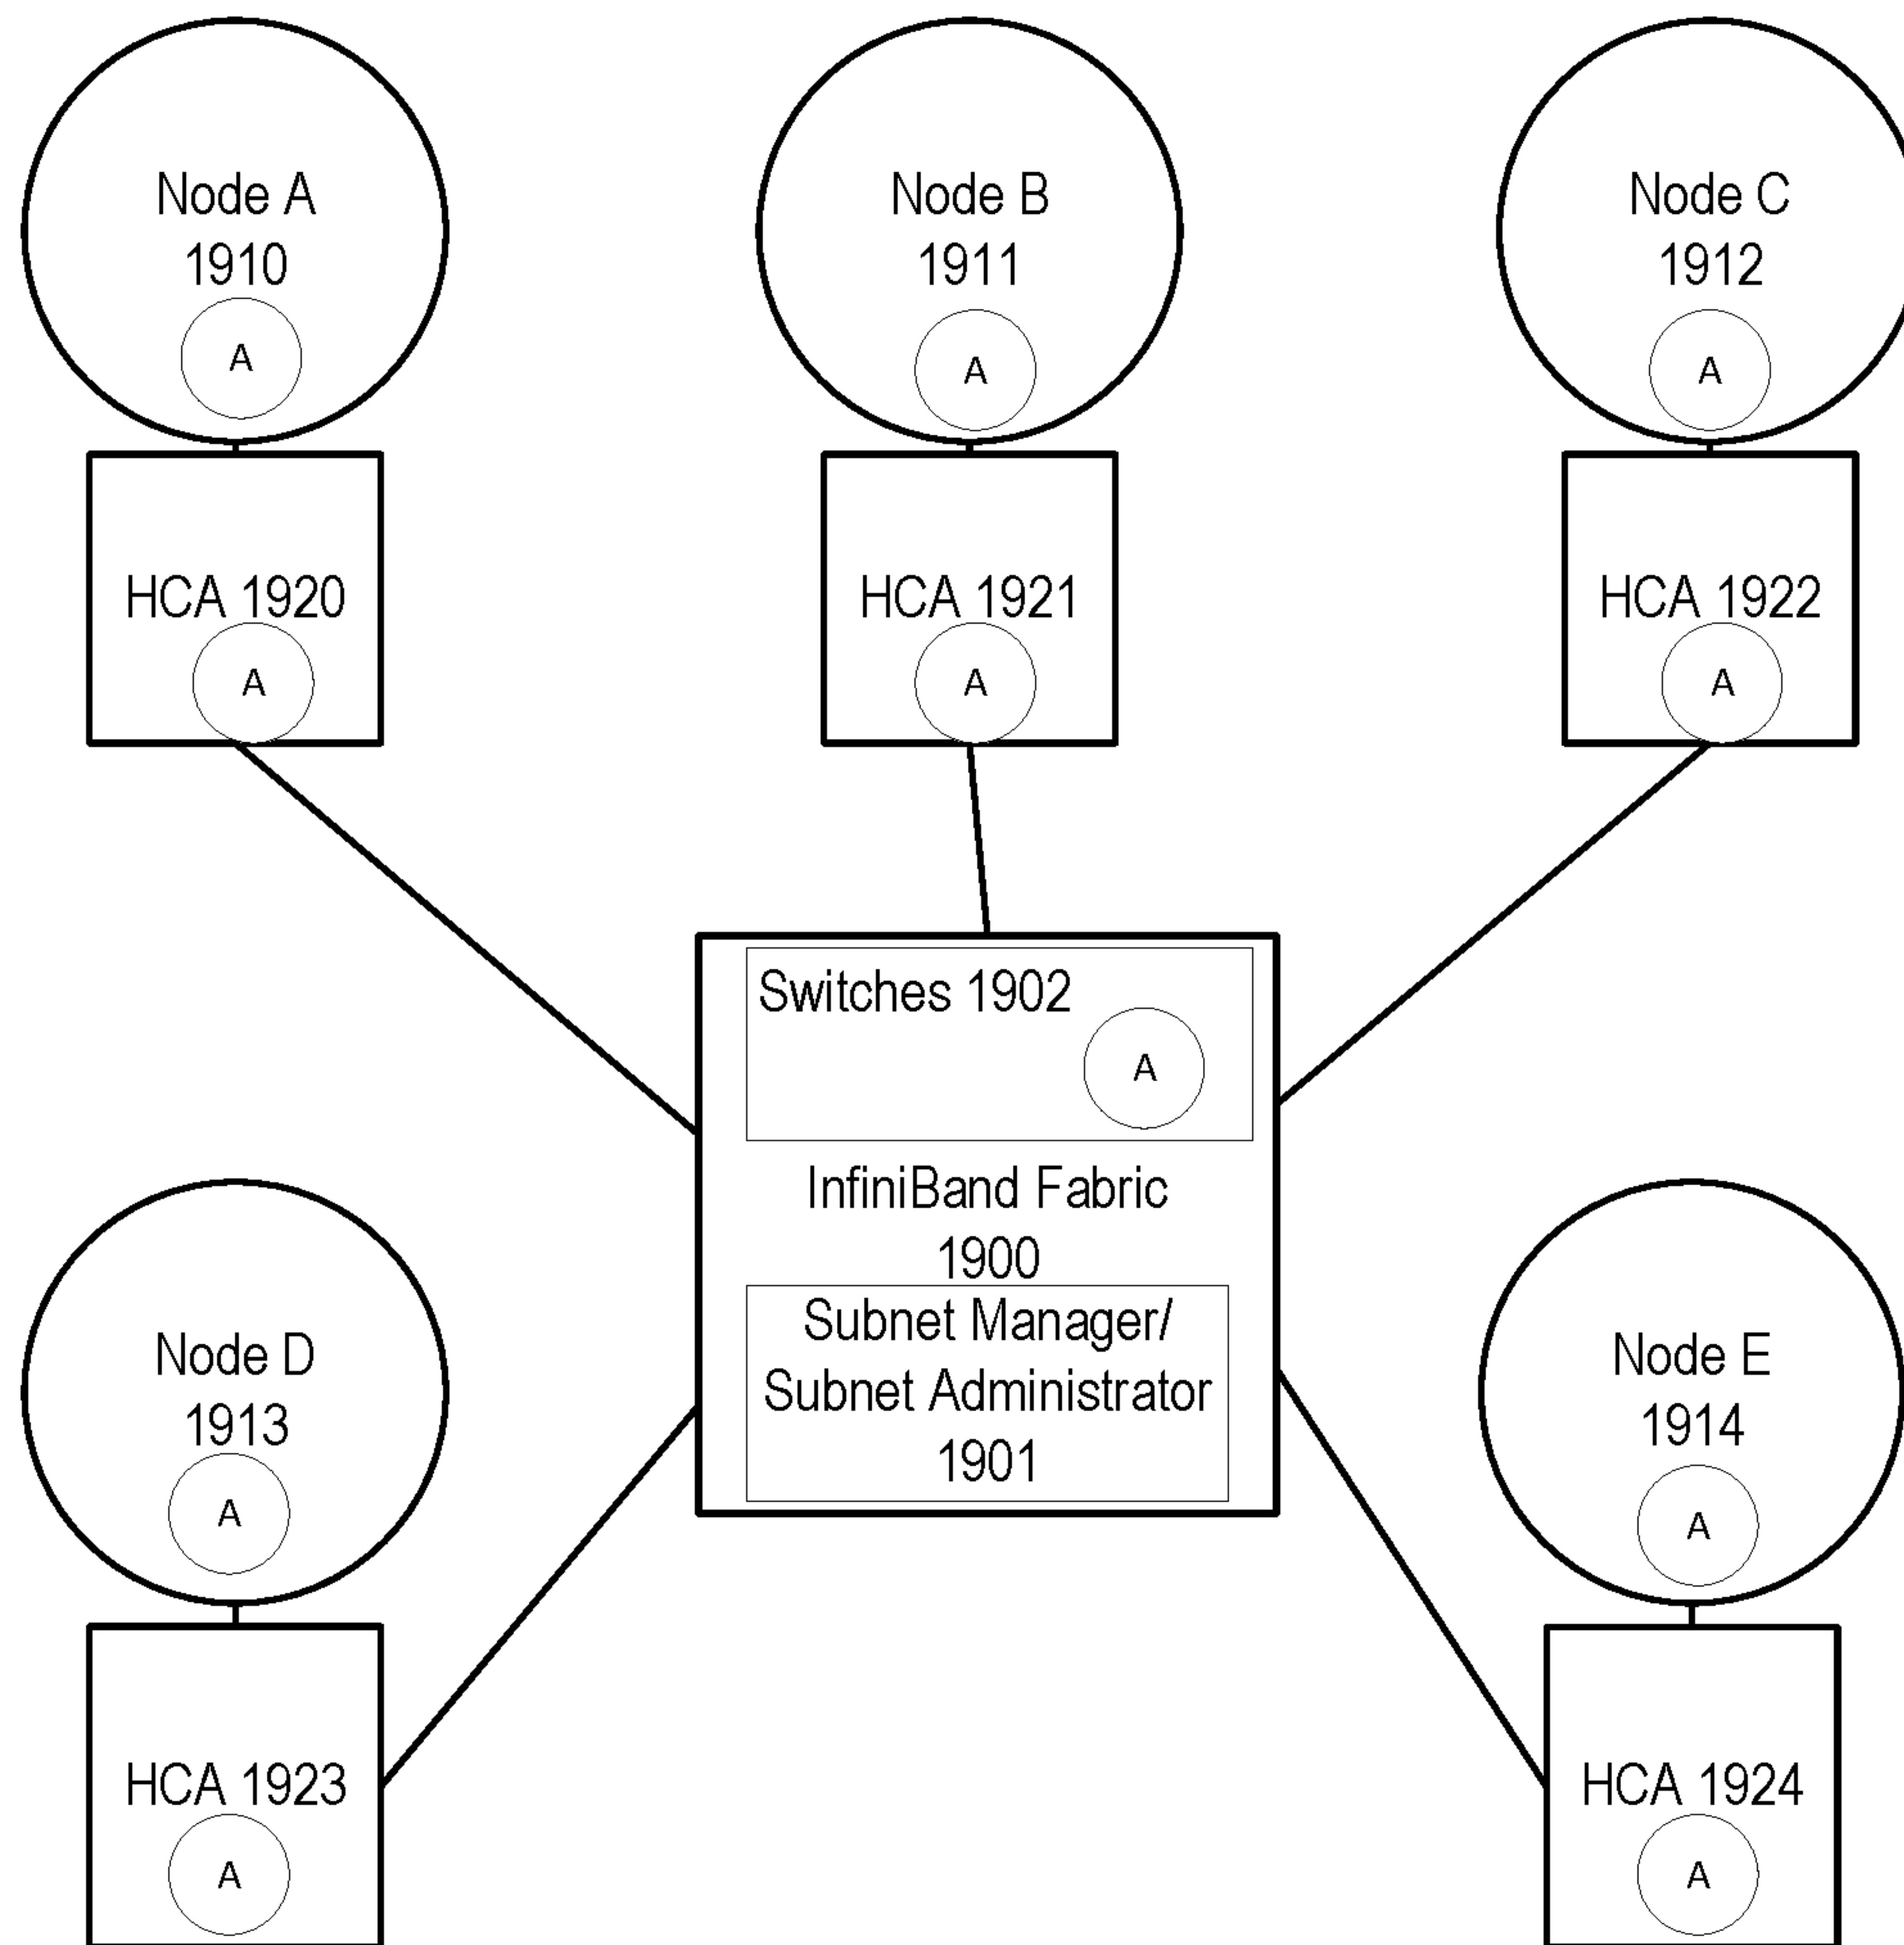 Node A
1910
A
Node B
1911
A
Node C
1912
A
HCA 1920
A
HCA 1921
A
HCA 1922
A
Switches 1902
A
InfiniBand Fabric
1900
Subnet Manager/
Subnet Administrator
1901
Node D
1913
A
Node E
1914
A
HCA 1923
A
HCA 1924
A